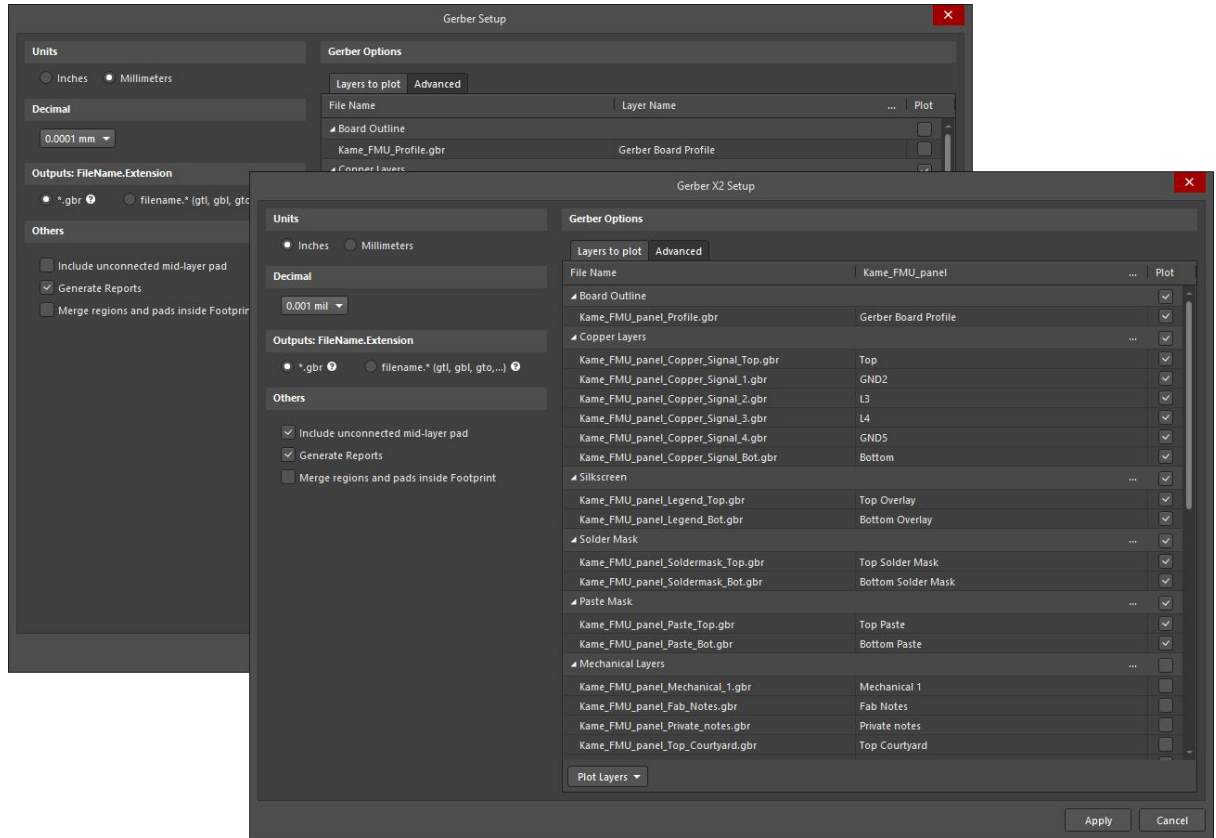 Gerber Setup
Units
Inches Millimeters
Decimal
0.0001 mm
Outputs: FileName.Extension
*.gbr filename.* (gtl, gbl, gto
Others
Include unconnected mid-layer pad
Generate Reports
Merge regions and pads inside Footprin
Gerber Options
Layers to plot Advanced
File Name Layer Name ... Plot
Board Outline
Kame_FMU_Profile.gbr Gerber Board Profile
Copper Layers
Gerber X2 Setup
Units
Inches Millimeters
Decimal
0.001 mil
Outputs: FileName.Extension
*.gbr ? filename.* (gtl, gbl, gto,...) ?
Others
Include unconnected mid-layer pad
Generate Reports
Merge regions and pads inside Footprint
Gerber Options
Layers to plot Advanced
File Name Kame_FMU_panel ... Plot
Board Outline
Kame_FMU_panel_Profile.gbr Gerber Board Profile
Copper Layers ...
Kame_FMU_panel_Copper_Signal_Top.gbr Top
Kame_FMU_panel_Copper_Signal_1.gbr GND2
Kame_FMU_panel_Copper_Signal_2.gbr L3
Kame_FMU_panel_Copper_Signal_3.gbr L4
Kame_FMU_panel_Copper_Signal_4.gbr GND5
Kame_FMU_panel_Copper_Signal_Bot.gbr Bottom
Silkscreen ...
Kame_FMU_panel_Legend_Top.gbr Top Overlay
Kame_FMU_panel_Legend_Bot.gbr Bottom Overlay
Solder Mask ...
Kame_FMU_panel_Soldermask_Top.gbr Top Solder Mask
Kame_FMU_panel_Soldermask_Bot.gbr Bottom Solder Mask
Paste Mask ...
Kame_FMU_panel_Paste_Top.gbr Top Paste
Kame_FMU_panel_Paste_Bot.gbr Bottom Paste
Mechanical Layers ...
Kame_FMU_panel_Mechanical_1.gbr Mechanical 1
Kame_FMU_panel_Fab_Notes.gbr Fab Notes
Kame_FMU_panel_Private_notes.gbr Private notes
Kame_FMU_panel_Top_Courtyard.gbr Top Courtyard
Plot Layers
Apply Cancel